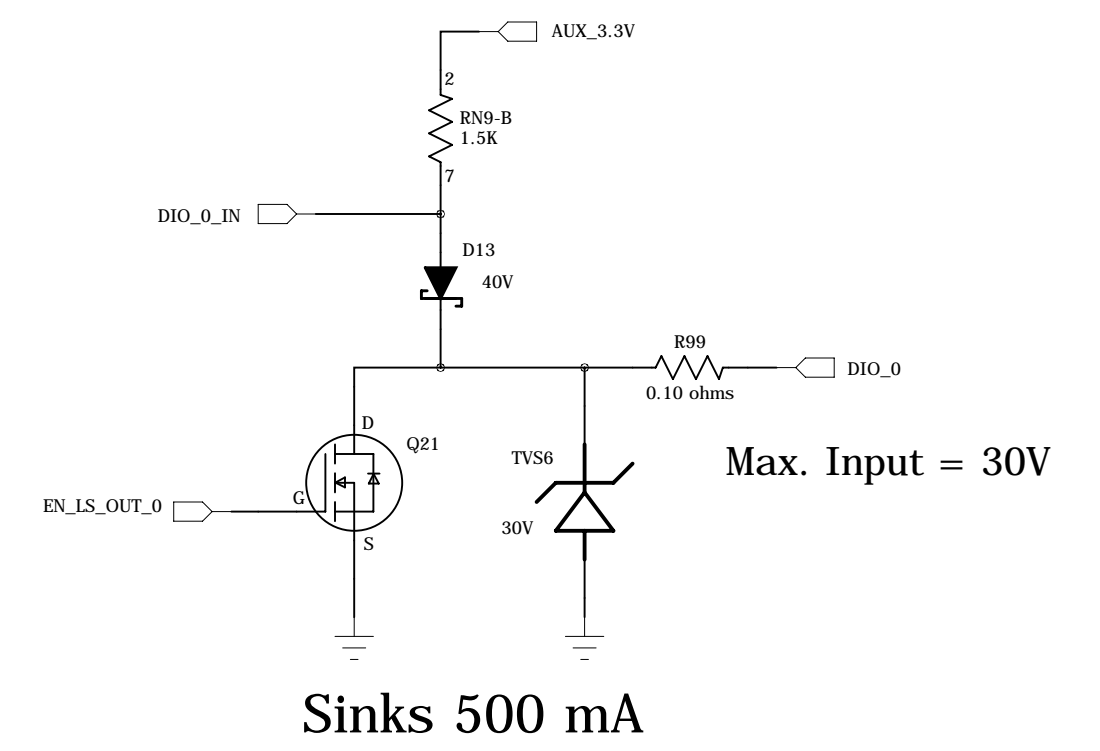 AUX_3.3V
2
RN9-B
1.5K
7
DIO_0_IN
D13
40V
R99
DIO_0
0.10 ohms
D
Q21
TVS6
Max. Input = 30V
G
EN_LS_OUT_0
30V
S
Sinks 500 mA